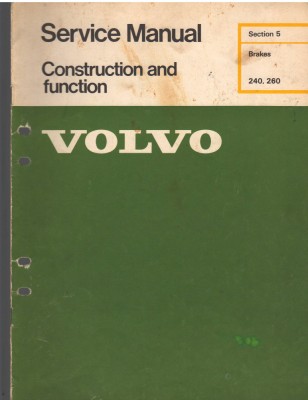 Service Manual
Construction and
function
Section 5
Brakes
240, 260
VOLVO